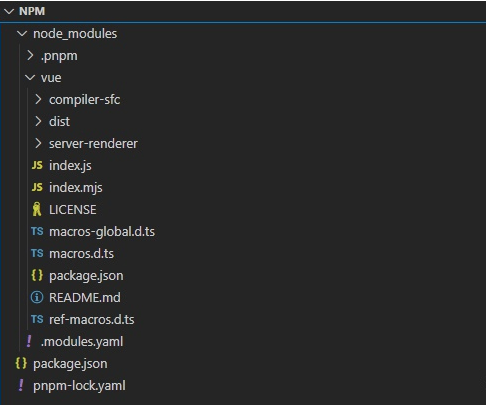 NPM
node_modules
.pnpm
vue
compiler-sfc
dist
server-renderer
JS index.js
JS index.mjs
LICENSE
TS macros-global.d.ts
TS macros.d.ts
{} package.json
README.md
TS ref-macros.d.ts
! .modules.yaml
{} package.json
! pnpm-lock.yaml